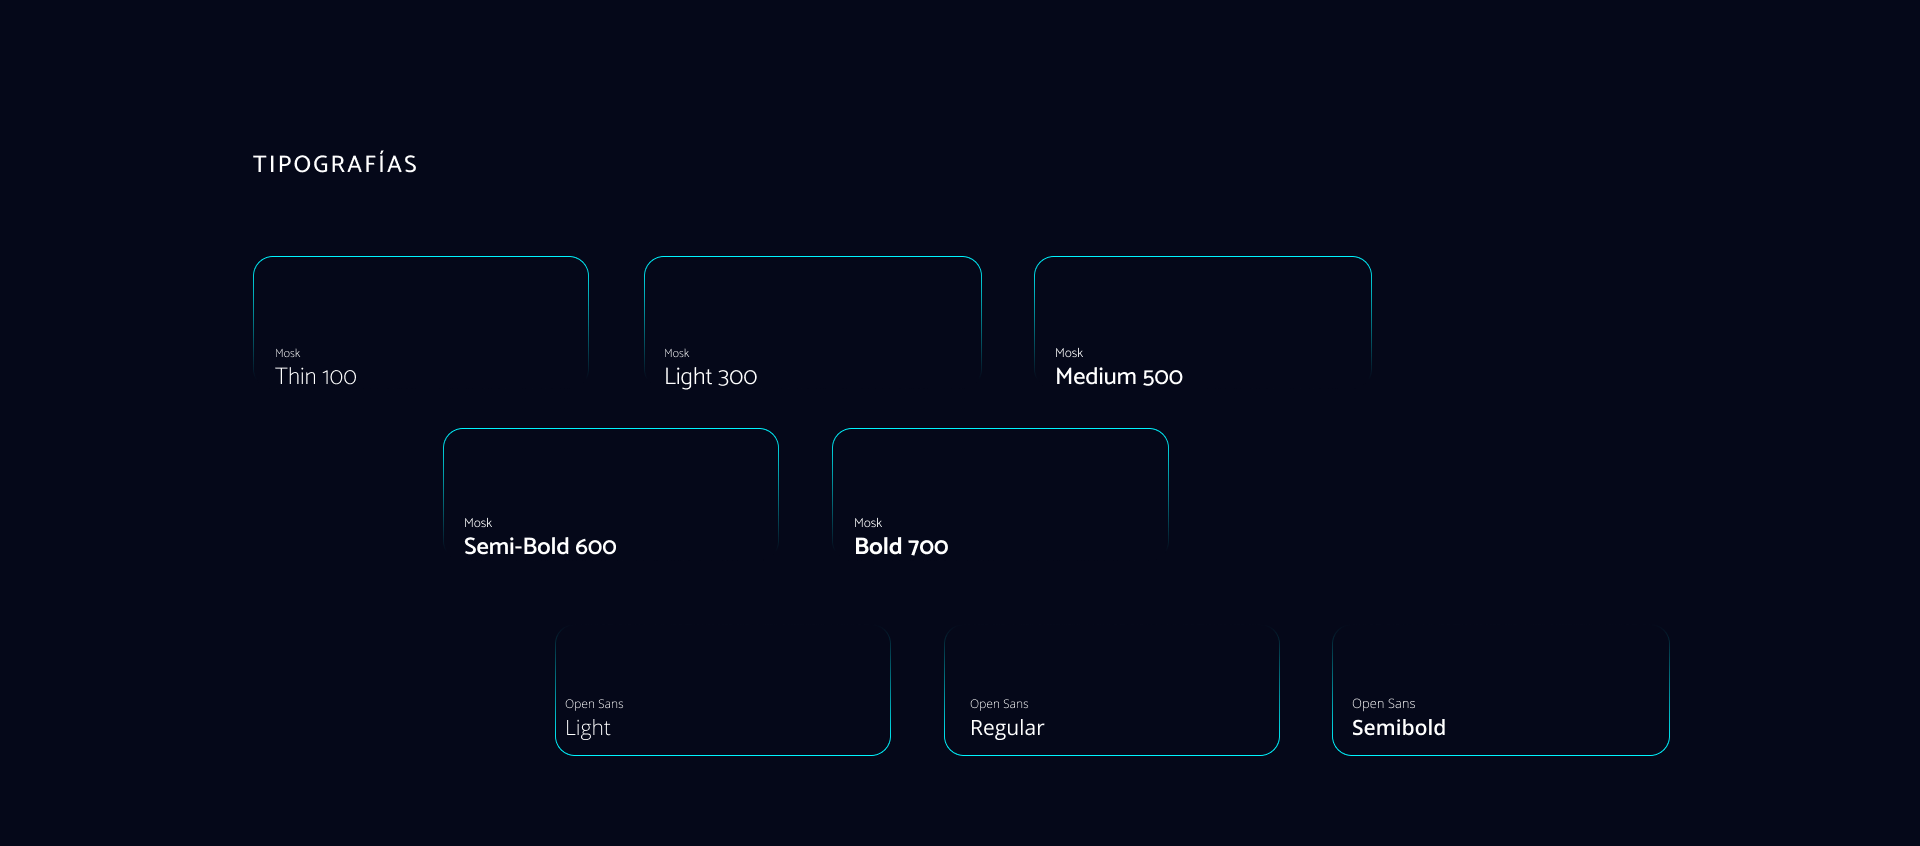 TIPOGRAFÍAS
Mosk
Thin 100
Mosk
Light 300
Mosk
Medium 500
Mosk
Semi-Bold 600
Mosk
Bold 700
Open Sans
Light
Open Sans
Regular
Open Sans
Semibold